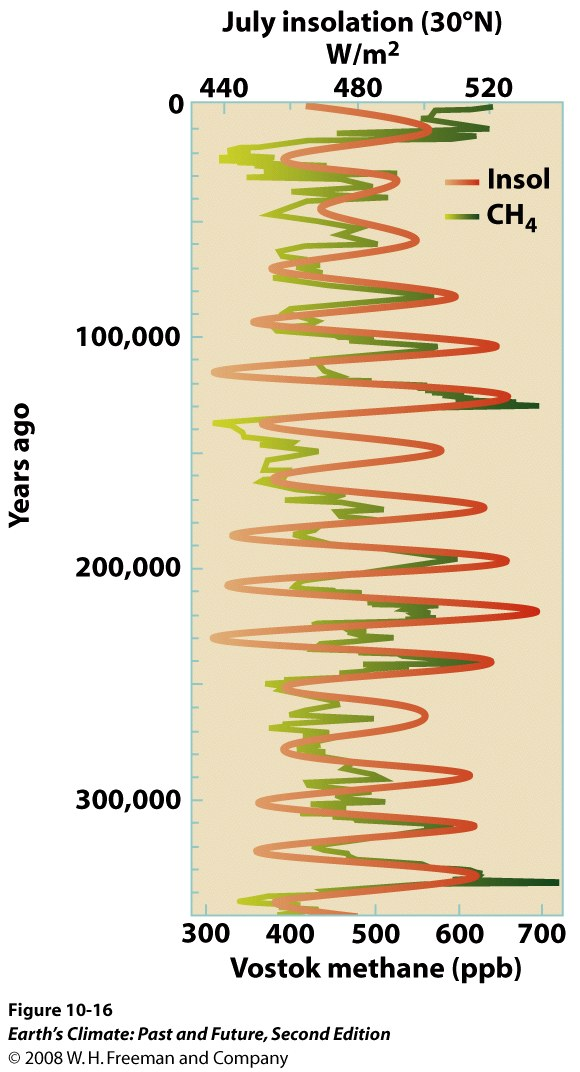 July insolation (30°N)
W/m²
440 480 520
0
Insol
CH₄
100,000
Years ago
200,000
300,000
300 400 500 600 700
Vostok methane (ppb)
Figure 10-16
Earth's Climate: Past and Future, Second Edition
© 2008 W. H. Freeman and Company